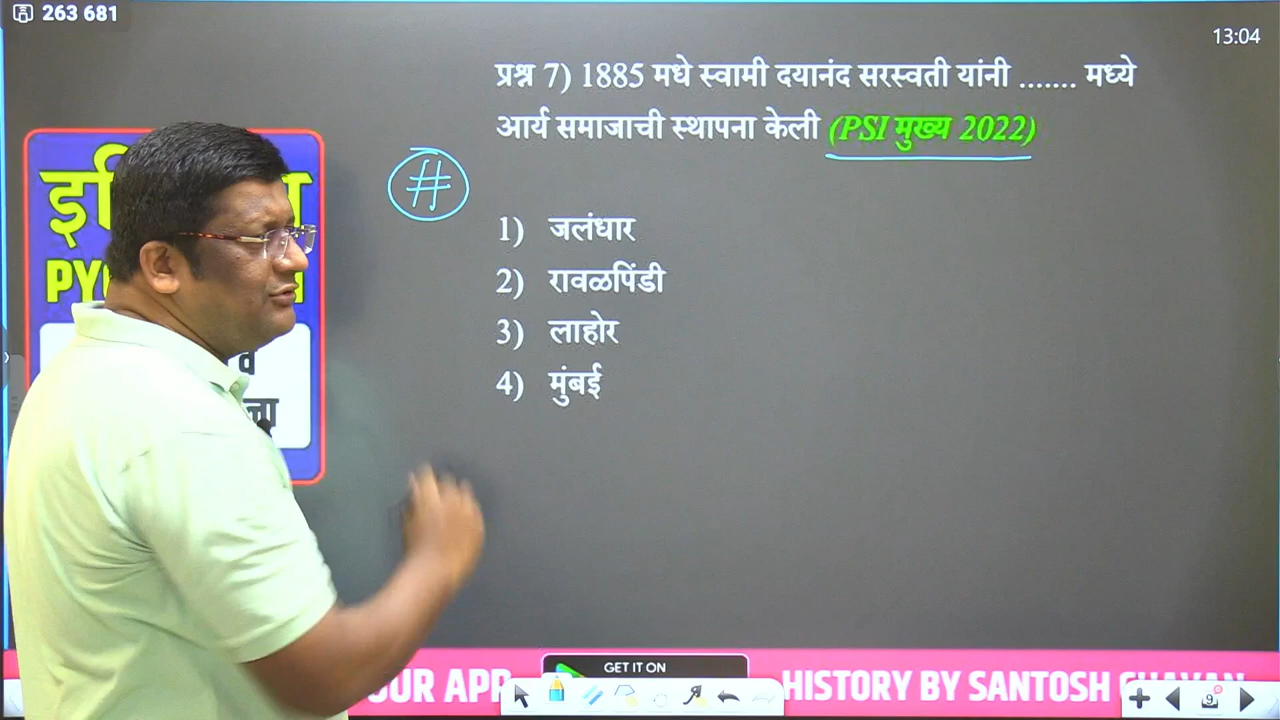 263 681
13:04
प्रश्न 7) 1885 मधे स्वामी दयानंद सरस्वती यांनी ....... मध्ये
आर्य समाजाची स्थापना केली (PSI मुख्य 2022)
#
1) जलंधार
2) रावळपिंडी
3) लाहोर
4) मुंबई
GET IT ON
APP
HISTORY BY SANTOSH
9